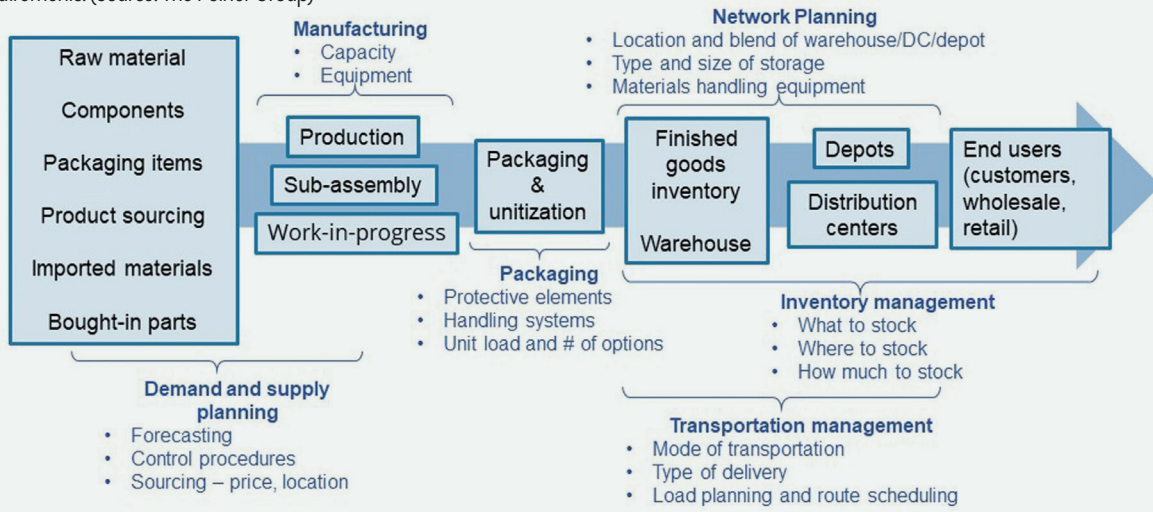 (Source: The Peiner Group)
Manufacturing
• Capacity
• Equipment
Network Planning
• Location and blend of warehouse/DC/depot
• Type and size of storage
• Materials handling equipment
Raw material
Components
Packaging items
Product sourcing
Imported materials
Bought-in parts
Production
Sub-assembly
Work-in-progress
Packaging
&
unitization
Finished
goods
inventory
Warehouse
Depots
Distribution
centers
End users
(customers,
wholesale,
retail)
Demand and supply
planning
• Forecasting
• Control procedures
• Sourcing – price, location
Packaging
• Protective elements
• Handling systems
• Unit load and # of options
Inventory management
• What to stock
• Where to stock
• How much to stock
Transportation management
• Mode of transportation
• Type of delivery
• Load planning and route scheduling